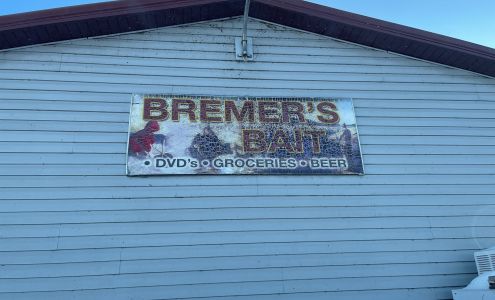 BREMER'S
BAIT
• DVD's • GROCERIES • BEER